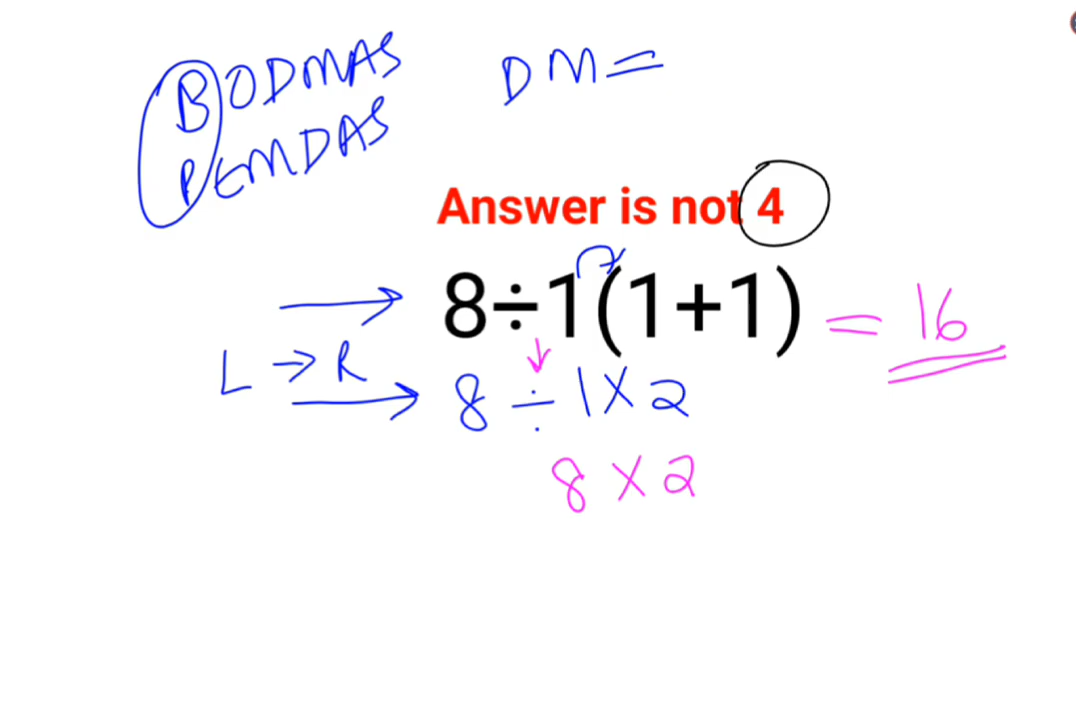 BODMAS
PEMDAS
DM=
Answer is not 4
8÷1(1+1) = 16
L → R
8 ÷ 1 × 2
8 × 2